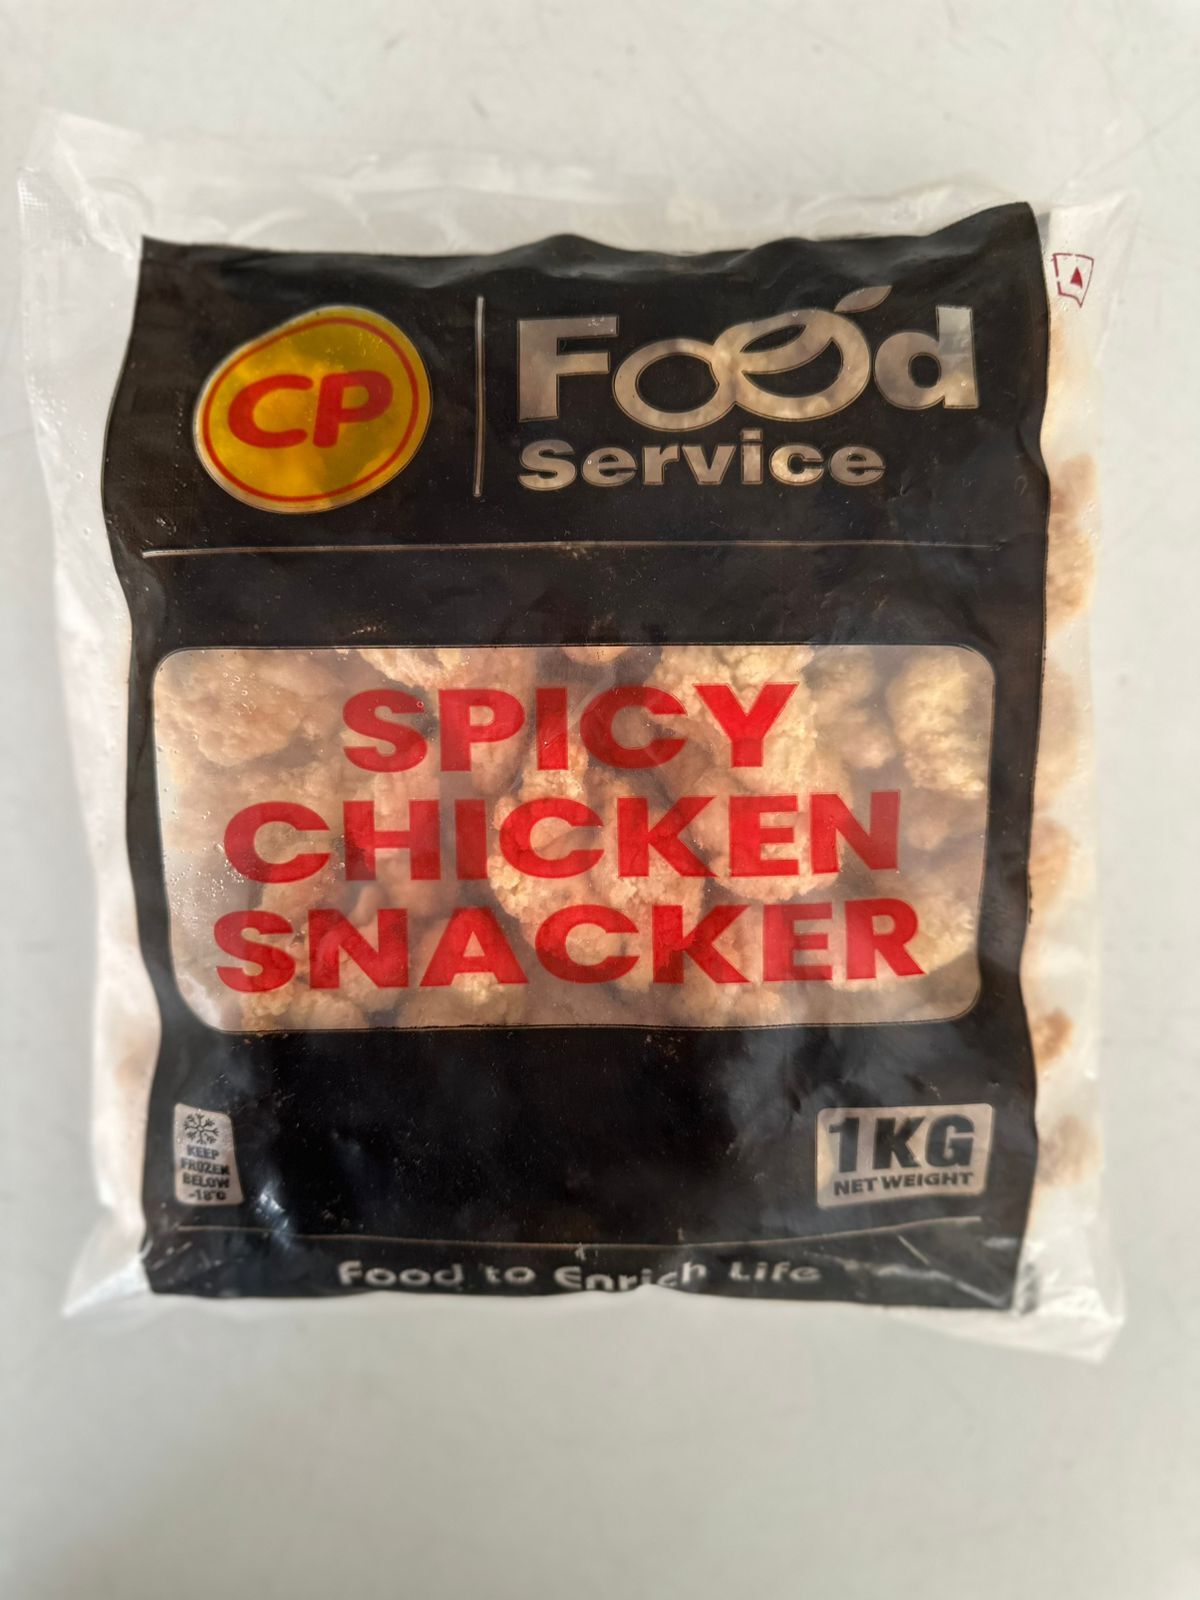 CP
Food
Service
SPICY
CHICKEN
SNACKER
KEEP
FROZEN
BELOW
-18°C
1KG
NET WEIGHT
Food to Enrich Life